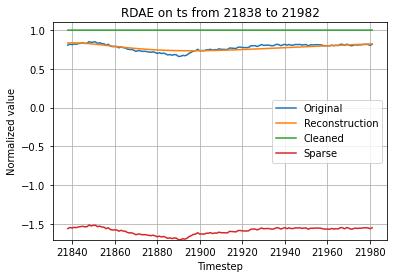 RDAE on ts from 21838 to 21982
Normalized value
1.0
0.5
0.0
−0.5
−1.0
−1.5
Original
Reconstruction
Cleaned
Sparse
21840 21860 21880 21900 21920 21940 21960 21980
Timestep